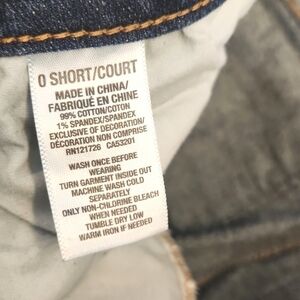 0 SHORT/COURT
MADE IN CHINA/
FABRIQUÉ EN CHINE
99% COTTON/COTON
1% SPANDEX/SPANDEX
EXCLUSIVE OF DECORATION/
DÉCORATION NON COMPRISE
RN121726 CA53201
WASH ONCE BEFORE
WEARING
TURN GARMENT INSIDE OUT
MACHINE WASH COLD
SEPARATELY
ONLY NON-CHLORINE BLEACH
WHEN NEEDED
TUMBLE DRY LOW
WARM IRON IF NEEDED